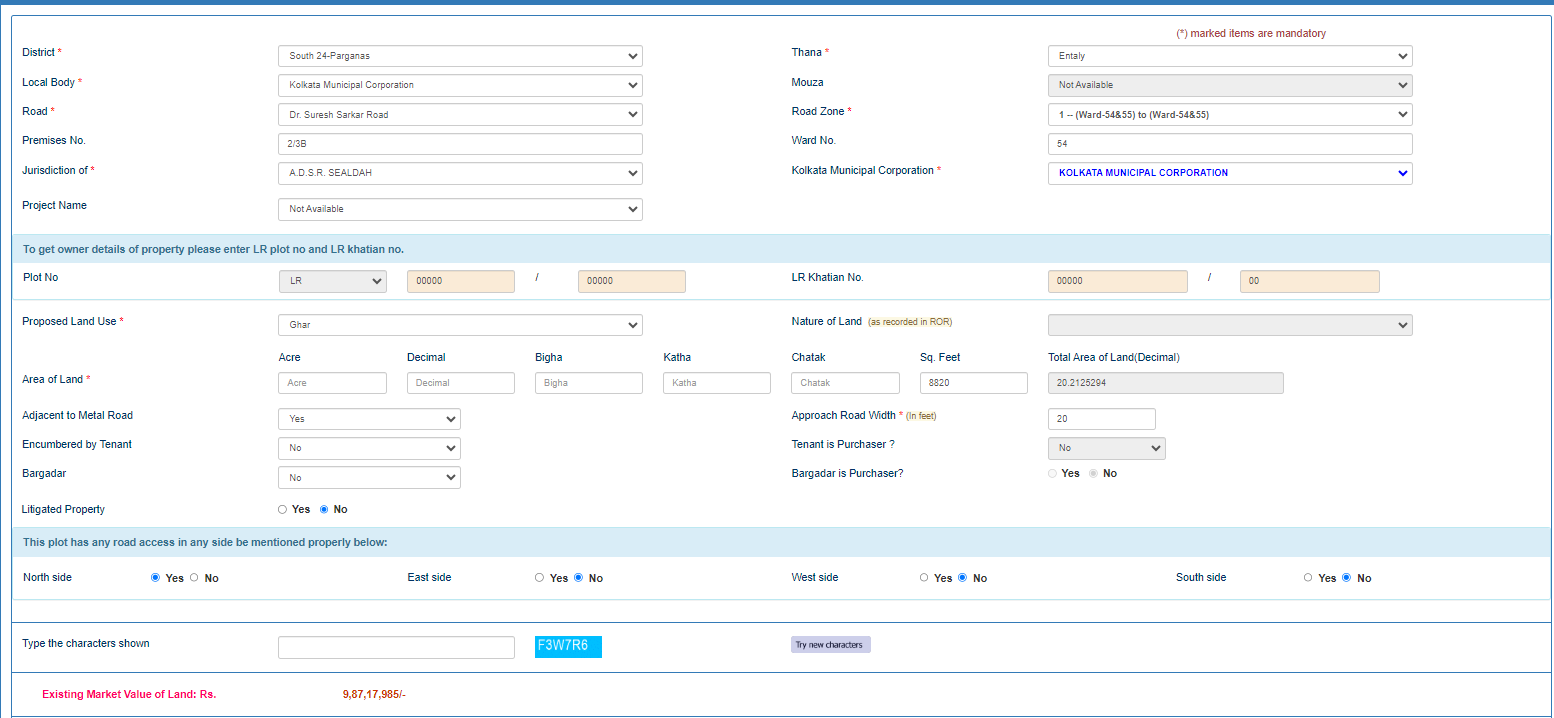 (*) marked items are mandatory
District * South 24-Parganas Thana * Entaly
Local Body * Kolkata Municipal Corporation Mouza Not Available
Road * Dr. Suresh Sarkar Road Road Zone * 1 -- (Ward-54&55) to (Ward-54&55)
Premises No. 2/3B Ward No. 54
Jurisdiction of * A.D.S.R. SEALDAH Kolkata Municipal Corporation * KOLKATA MUNICIPAL CORPORATION
Project Name Not Available
To get owner details of property please enter LR plot no and LR khatian no.
Plot No LR 00000 / 00000 LR Khatian No. 00000 / 00
Proposed Land Use * Ghar Nature of Land (as recorded in ROR)
Acre Decimal Bigha Katha Chatak Sq. Feet Total Area of Land(Decimal)
Area of Land * Acre Decimal Bigha Katha Chatak 8820 20.2125294
Adjacent to Metal Road Yes Approach Road Width * (In feet) 20
Encumbered by Tenant No Tenant is Purchaser ? No
Bargadar No Bargadar is Purchaser? Yes No
Litigated Property Yes No
This plot has any road access in any side be mentioned properly below:
North side Yes No East side Yes No West side Yes No South side Yes No
Type the characters shown F3W7R6 Try new characters
Existing Market Value of Land: Rs. 9,87,17,985/-